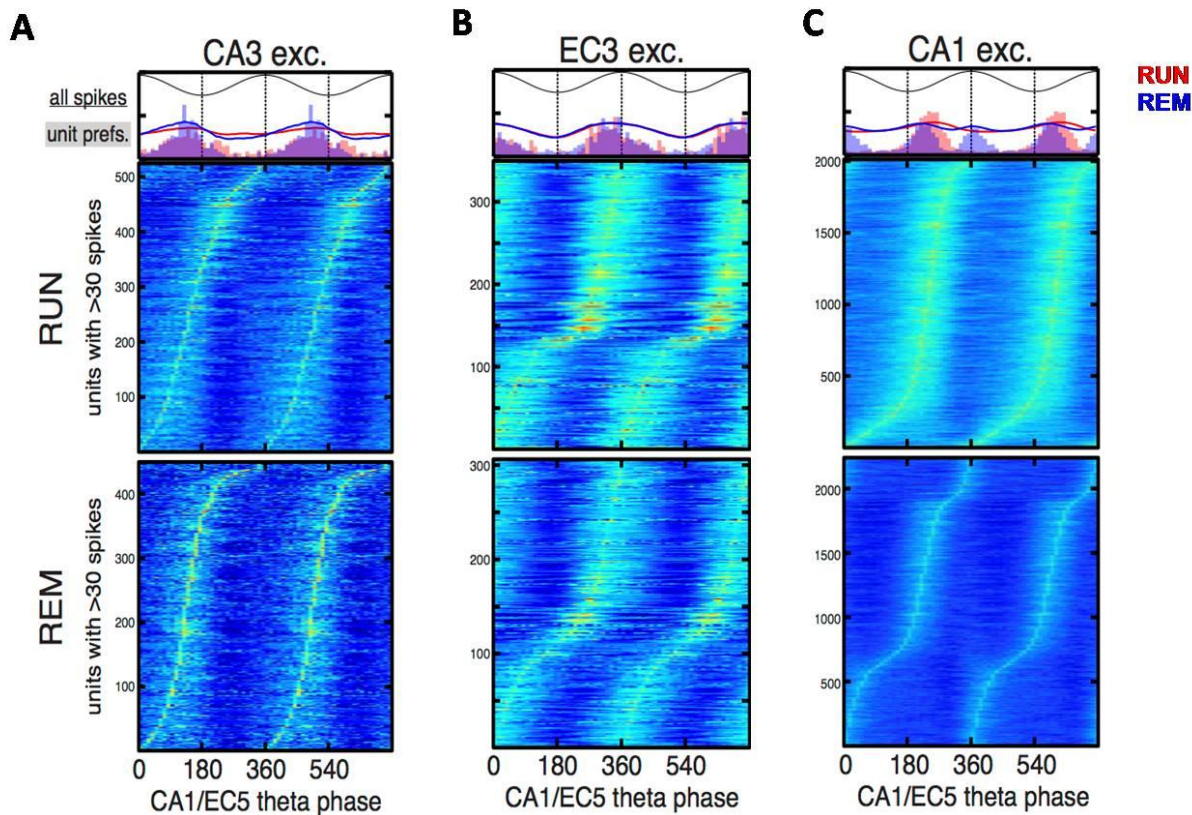 A
B
C
CA3 exc.
EC3 exc.
CA1 exc.
RUN
REM
all spikes
unit prefs.
RUN
units with >30 spikes
500
400
300
200
100
300
200
100
2000
1500
1000
500
REM
units with >30 spikes
400
300
200
100
300
200
100
2000
1500
1000
500
0 180 360 540
0 180 360 540
0 180 360 540
CA1/EC5 theta phase
CA1/EC5 theta phase
CA1/EC5 theta phase